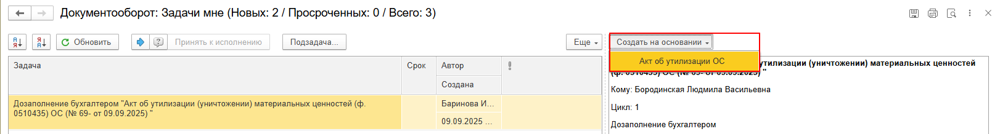 Документооборот: Задачи мне (Новых: 2 / Просроченных: 0 / Всего: 3)
А Я Я А Обновить ? Принять к исполнению Подзадача... Еще Создать на основании
Акт об утилизации ОС
Задача Срок Автор
Создана
Дозаполнение бухгалтером "Акт об утилизации (уничтожении) материальных ценностей (ф. Баринова И...
0510435) ОС (№ 69- от 09.09.2025) " 09.09.2025 ...
утилизации (уничтожении) материальных ценностей
(ф. 0510435) ОС (№ 69- от 09.09.2025) "
Кому: Бородинская Людмила Васильевна
Цикл: 1
Дозаполнение бухгалтером